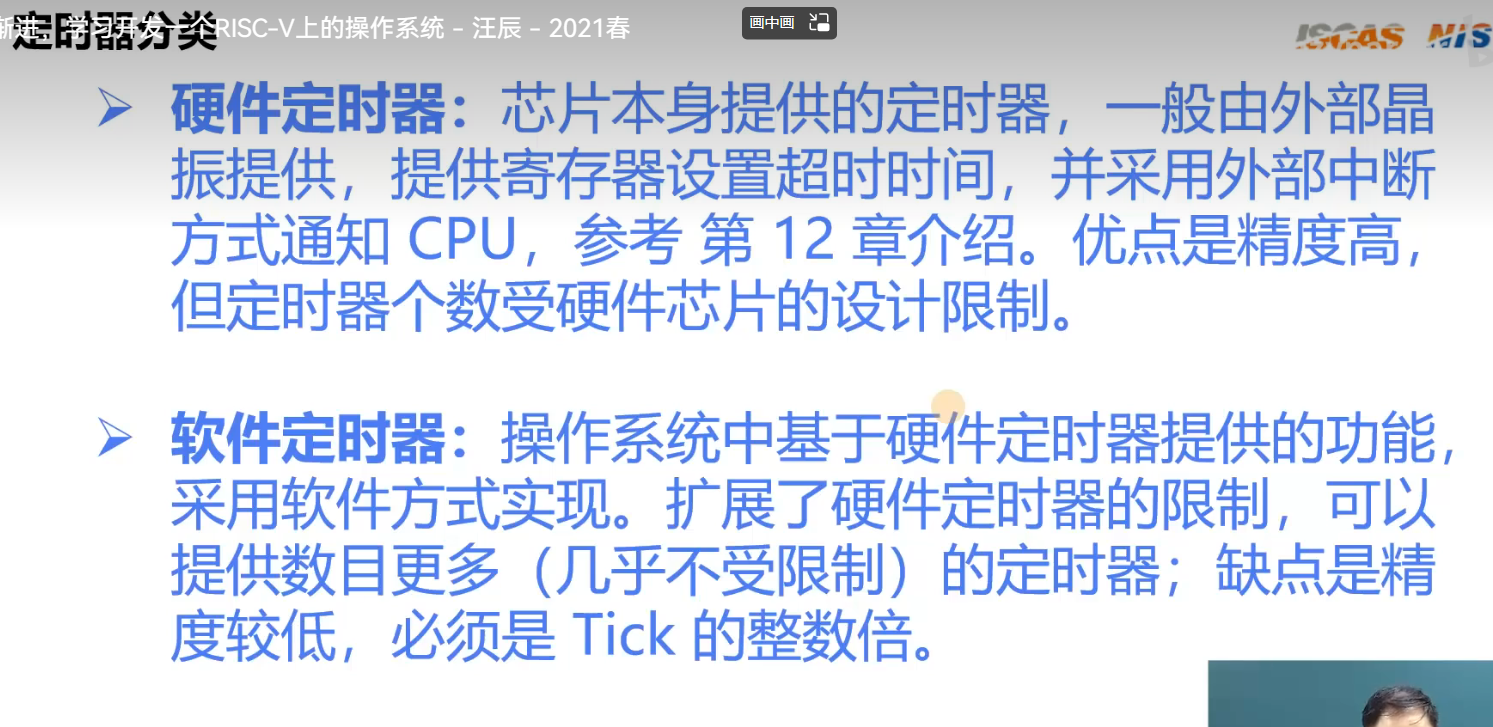 定时器分类
渐进，学习开发一个RISC-V上的操作系统 - 汪辰 - 2021春
画中画
ISCAS
硬件定时器：芯片本身提供的定时器，一般由外部晶
振提供，提供寄存器设置超时时间，并采用外部中断
方式通知 CPU，参考 第 12 章介绍。优点是精度高，
但定时器个数受硬件芯片的设计限制。
软件定时器：操作系统中基于硬件定时器提供的功能，
采用软件方式实现。扩展了硬件定时器的限制，可以
提供数目更多（几乎不受限制）的定时器；缺点是精
度较低，必须是 Tick 的整数倍。